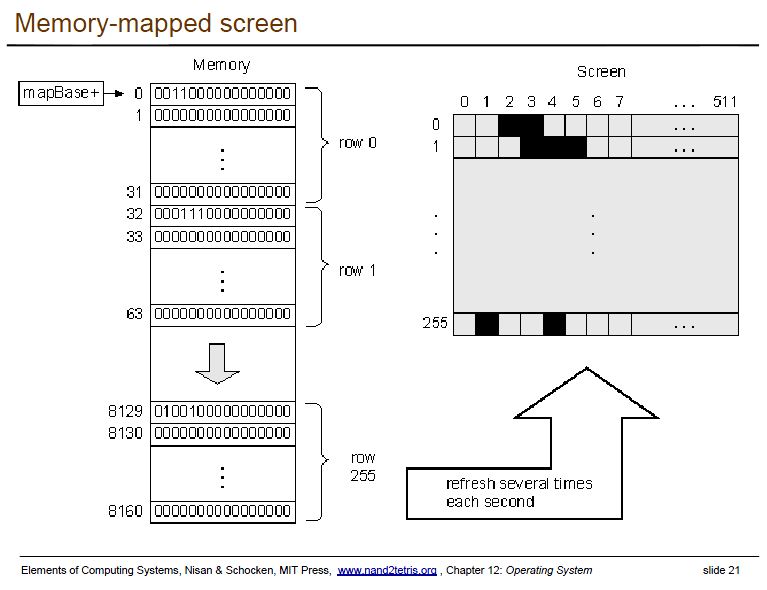 Memory-mapped screen
Memory
mapBase+
0 0011000000000000
1 0000000000000000
row 0
31 0000000000000000
32 0001110000000000
33 0000000000000000
row 1
63 0000000000000000
8129 0100100000000000
8130 0000000000000000
row
255
8160 0000000000000000
Screen
0 1 2 3 4 5 6 7 ... 511
0 ...
1 ...
255 ...
refresh several times
each second
Elements of Computing Systems, Nisan & Schocken, MIT Press, www.nand2tetris.org , Chapter 12: Operating System slide 21